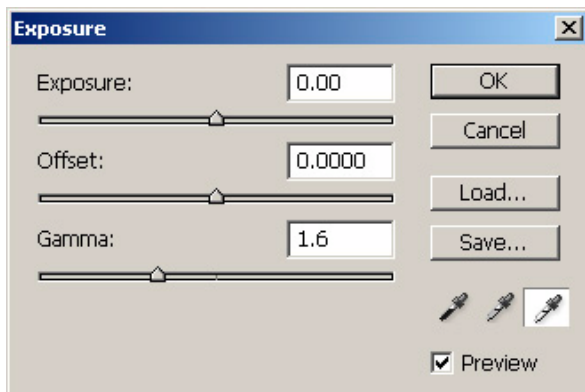 Exposure
Exposure: 0.00
OK
Cancel
Offset: 0.0000
Load...
Gamma: 1.6
Save...
Preview